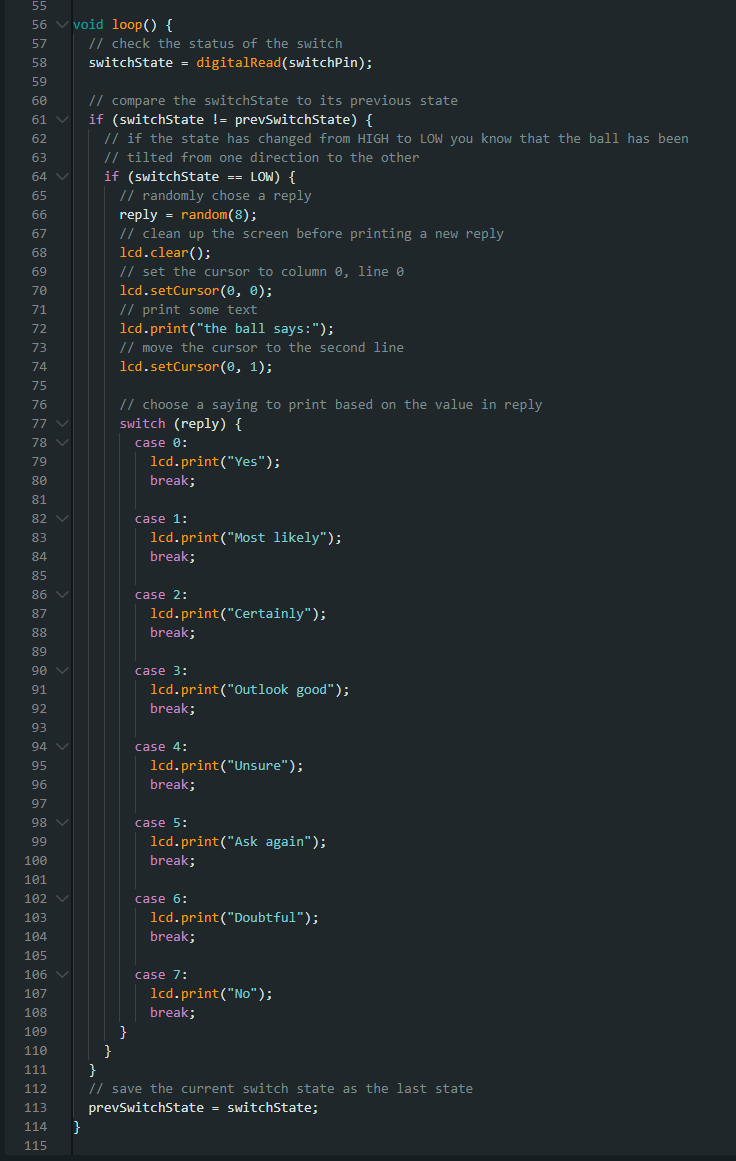 55
56 void loop() {
57   // check the status of the switch
58   switchState = digitalRead(switchPin);
59
60   // compare the switchState to its previous state
61   if (switchState != prevSwitchState) {
62     // if the state has changed from HIGH to LOW you know that the ball has been
63     // tilted from one direction to the other
64     if (switchState == LOW) {
65       // randomly chose a reply
66       reply = random(8);
67       // clean up the screen before printing a new reply
68       lcd.clear();
69       // set the cursor to column 0, line 0
70       lcd.setCursor(0, 0);
71       // print some text
72       lcd.print("the ball says:");
73       // move the cursor to the second line
74       lcd.setCursor(0, 1);
75
76       // choose a saying to print based on the value in reply
77       switch (reply) {
78         case 0:
79           lcd.print("Yes");
80           break;
81
82         case 1:
83           lcd.print("Most likely");
84           break;
85
86         case 2:
87           lcd.print("Certainly");
88           break;
89
90         case 3:
91           lcd.print("Outlook good");
92           break;
93
94         case 4:
95           lcd.print("Unsure");
96           break;
97
98         case 5:
99           lcd.print("Ask again");
100           break;
101
102         case 6:
103           lcd.print("Doubtful");
104           break;
105
106         case 7:
107           lcd.print("No");
108           break;
109       }
110     }
111   }
112   // save the current switch state as the last state
113   prevSwitchState = switchState;
114 }
115